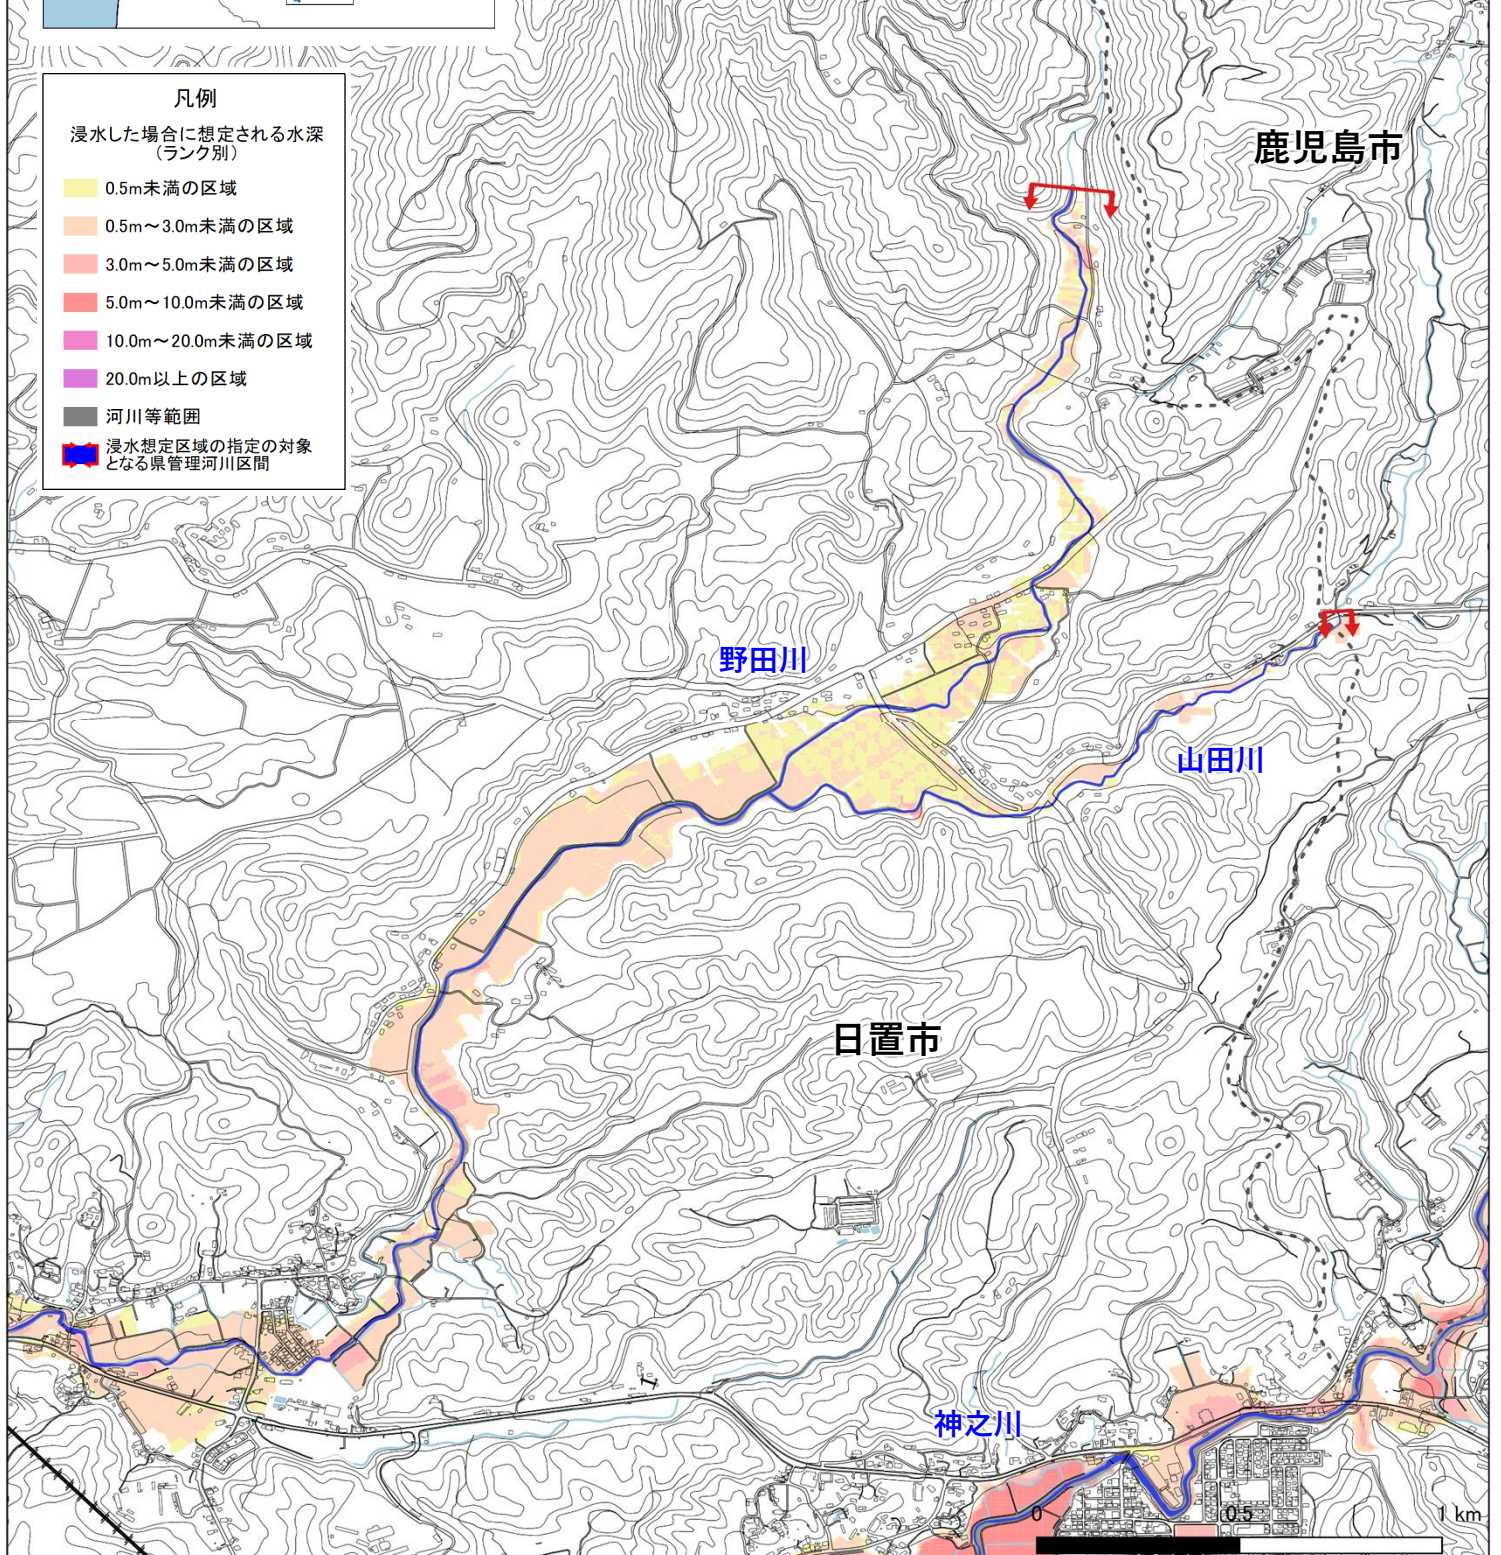 凡例
浸水した場合に想定される水深
(ランク別)
0.5m未満の区域
0.5m～3.0m未満の区域
3.0m～5.0m未満の区域
5.0m～10.0m未満の区域
10.0m～20.0m未満の区域
20.0m以上の区域
河川等範囲
浸水想定区域の指定の対象
となる県管理河川区間
鹿児島市
野田川
山田川
日置市
神之川
0 0.5 1 km